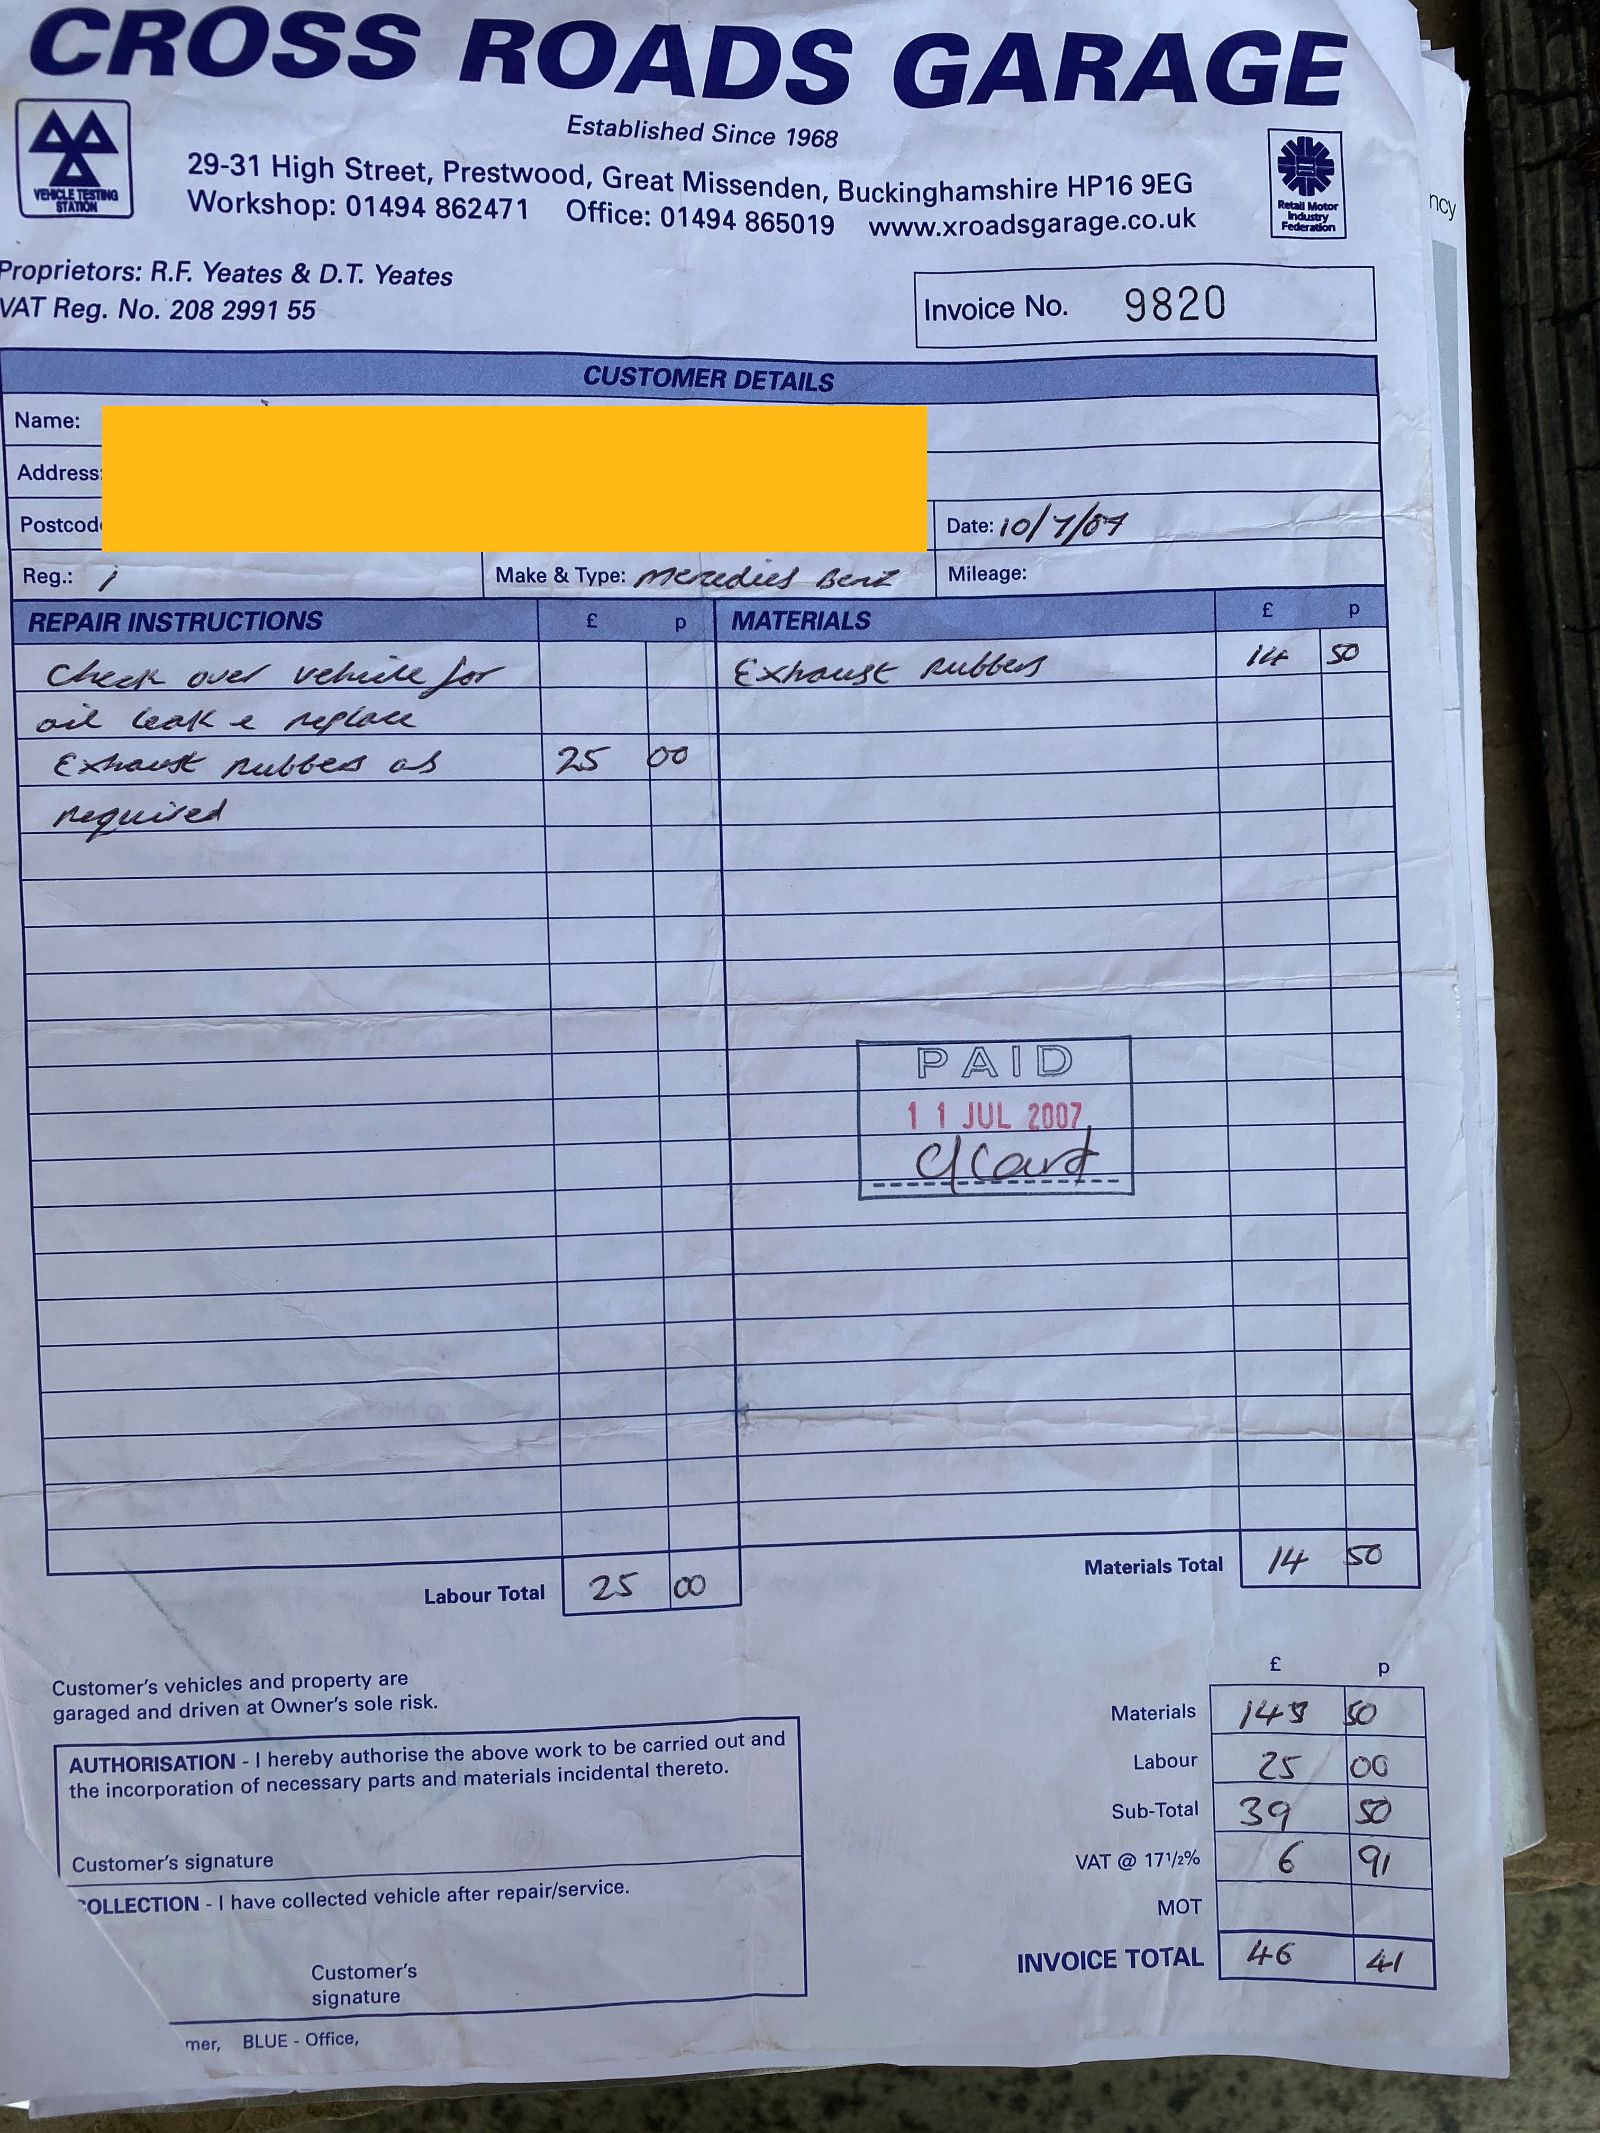 CROSS ROADS GARAGE
Established Since 1968
VEHICLE TESTING
STATION
29-31 High Street, Prestwood, Great Missenden, Buckinghamshire HP16 9EG
Workshop: 01494 862471 Office: 01494 865019 www.xroadsgarage.co.uk
Retail Motor
Industry
Federation
ncy
Proprietors: R.F. Yeates & D.T. Yeates
VAT Reg. No. 208 2991 55
Invoice No. 9820
CUSTOMER DETAILS
Name:
Address:
Postcod
Date: 10/7/07
Reg.:
Make & Type: Mercedies Benz
Mileage:
REPAIR INSTRUCTIONS £ p MATERIALS £ p
Check over vehicle for Exhaust Rubbers 14 50
oil leak & replace
Exhaust rubbers as 25 00
required
PAID
11 JUL 2007
C/Card
Labour Total 25 00
Materials Total 14 50
Customer's vehicles and property are
garaged and driven at Owner's sole risk.
AUTHORISATION - I hereby authorise the above work to be carried out and
the incorporation of necessary parts and materials incidental thereto.
Customer's signature
COLLECTION - I have collected vehicle after repair/service.
Customer's
signature
mer, BLUE - Office,
£ p
Materials 14 50
Labour 25 00
Sub-Total 39 50
VAT @ 17½% 6 91
MOT
INVOICE TOTAL 46 41